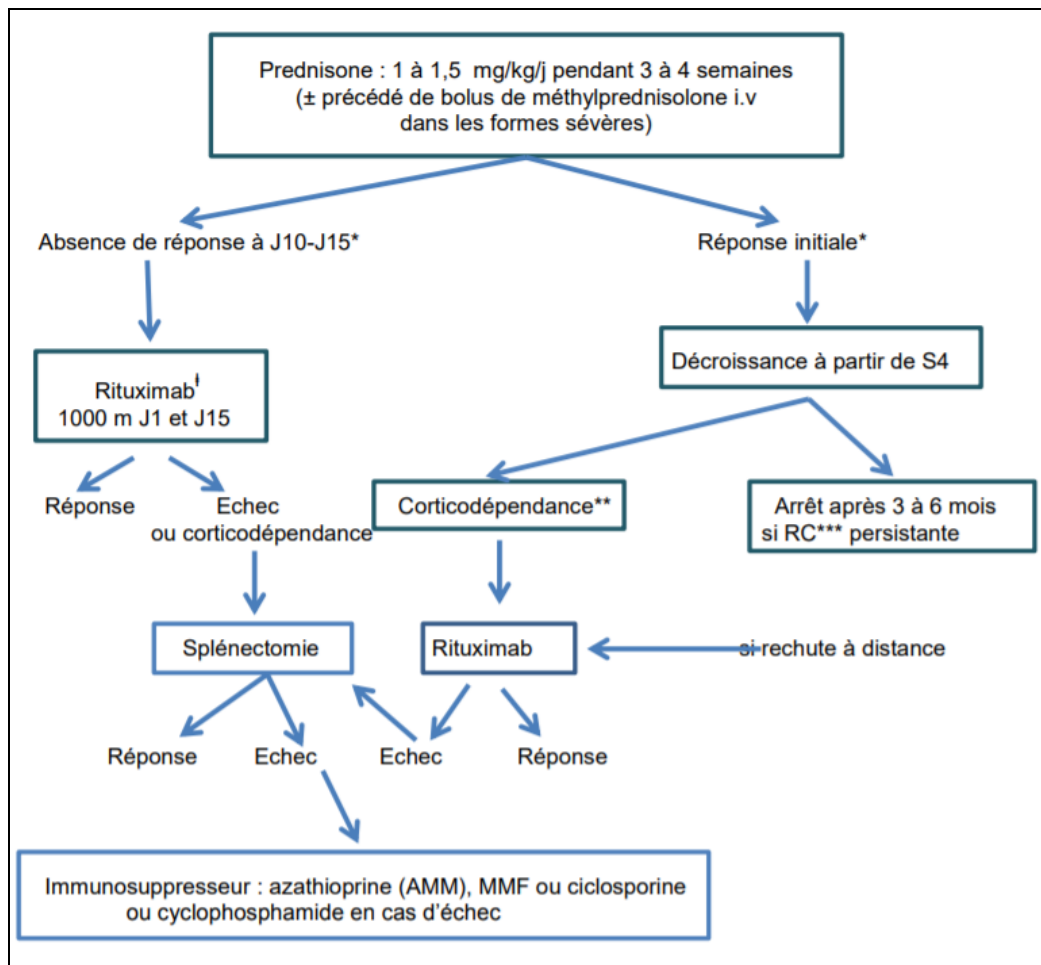 Prednisone : 1 à 1,5 mg/kg/j pendant 3 à 4 semaines
(± précédé de bolus de méthylprednisolone i.v
dans les formes sévères)
Absence de réponse à J10-J15*
Réponse initiale*
Rituximabƚ
1000 m J1 et J15
Décroissance à partir de S4
Réponse
Echec
ou corticodépendance
Corticodépendance**
Arrêt après 3 à 6 mois
si RC*** persistante
Splénectomie
Rituximab
si rechute à distance
Réponse
Echec
Echec
Réponse
Immunosuppresseur : azathioprine (AMM), MMF ou ciclosporine
ou cyclophosphamide en cas d'échec